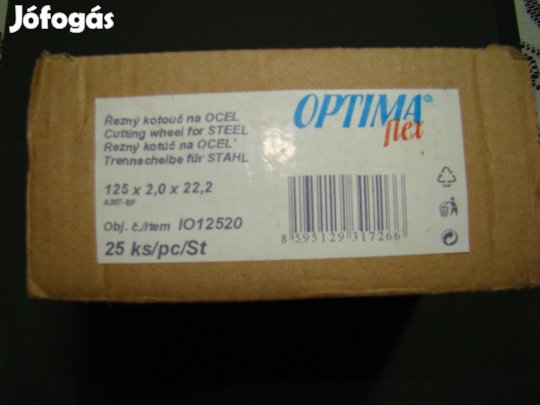 Jófogás
Řezný kotouč na OCEL
Cutting wheel for STEEL
Rezný kotúč na OCEL'
Trennscheibe für STAHL
OPTIMA®
flex
125 x 2,0 x 22,2
A36T-BF
Obj. č./Item IO12520
25 ks/pc/St
8 595129 317266